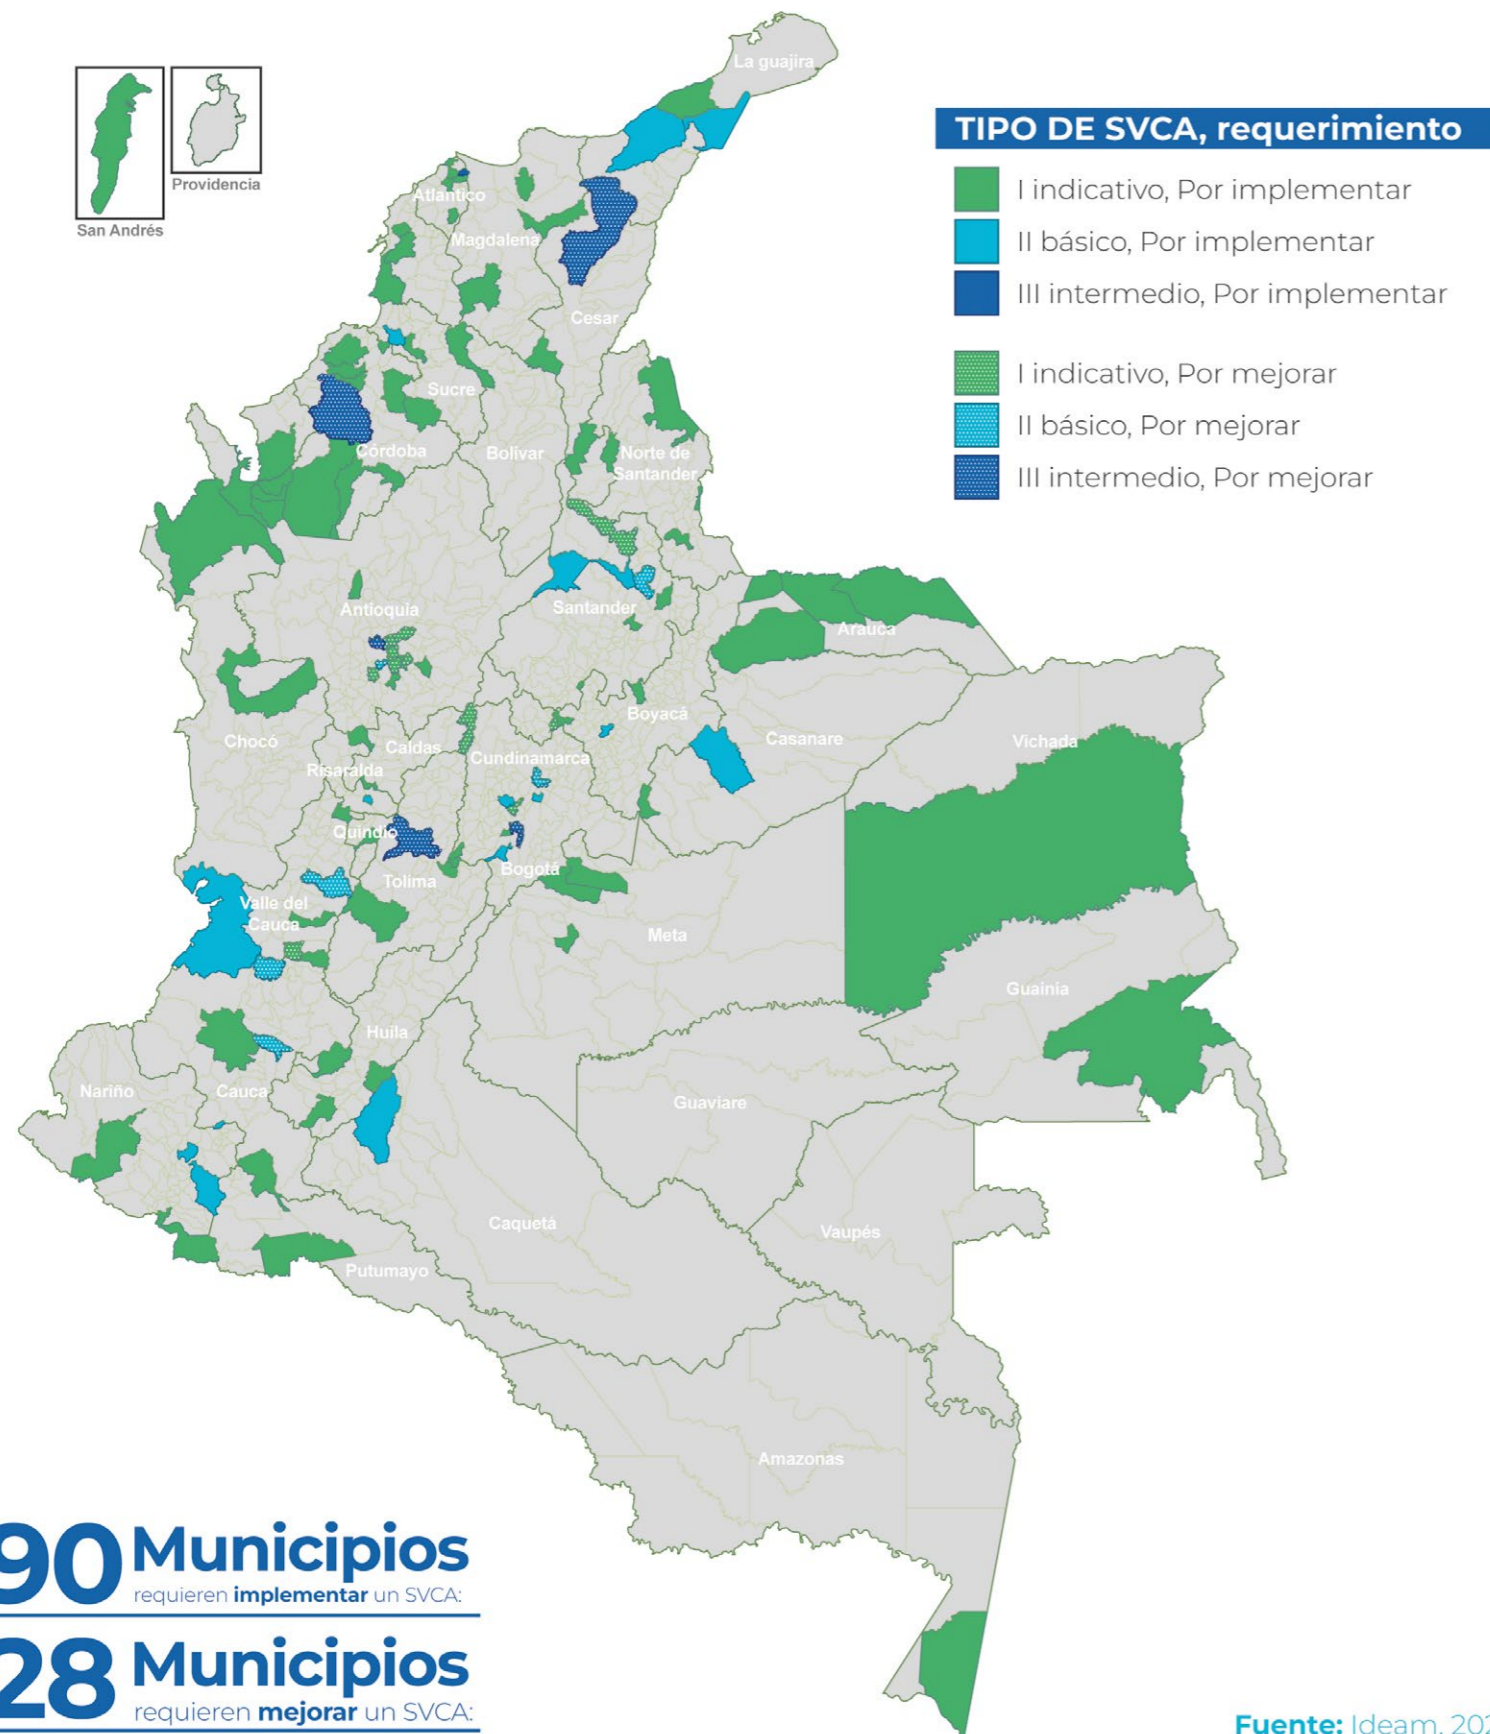 La guajira
TIPO DE SVCA, requerimiento
I indicativo, Por implementar
II básico, Por implementar
III intermedio, Por implementar
I indicativo, Por mejorar
II básico, Por mejorar
III intermedio, Por mejorar
San Andrés
Providencia
Atlantico
Magdalena
Cesar
Sucre
Córdoba
Bolívar
Norte de
Santander
Antioquia
Santander
Arauca
Boyacá
Chocó
Caldas
Cundinamarca
Casanare
Vichada
Risaralda
Quindío
Bogotá
Tolima
Valle del
Cauca
Meta
Guainia
Huila
Nariño
Cauca
Guaviare
Caquetá
Vaupés
Putumayo
Amazonas
90 Municipios
requieren implementar un SVCA:
28 Municipios
requieren mejorar un SVCA:
Fuente: Ideam,